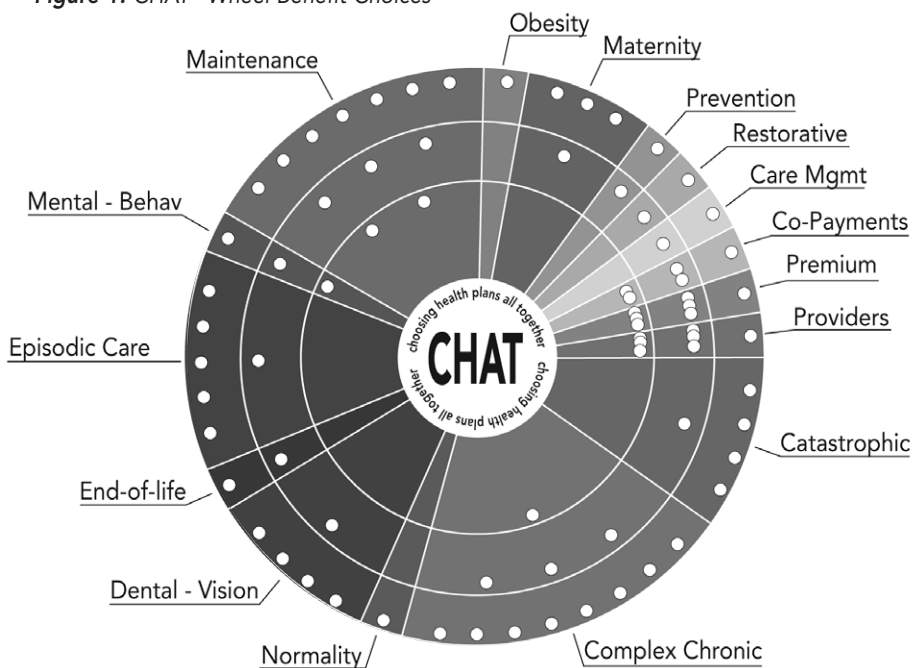 Figure 1. CHAT - Wheel Benefit Choices
Obesity
Maternity
Maintenance
Prevention
Restorative
Care Mgmt
Mental - Behav
Co-Payments
Premium
Providers
choosing health plans all together
CHAT
choosing health plans all together
Episodic Care
Catastrophic
End-of-life
Dental - Vision
Normality
Complex Chronic